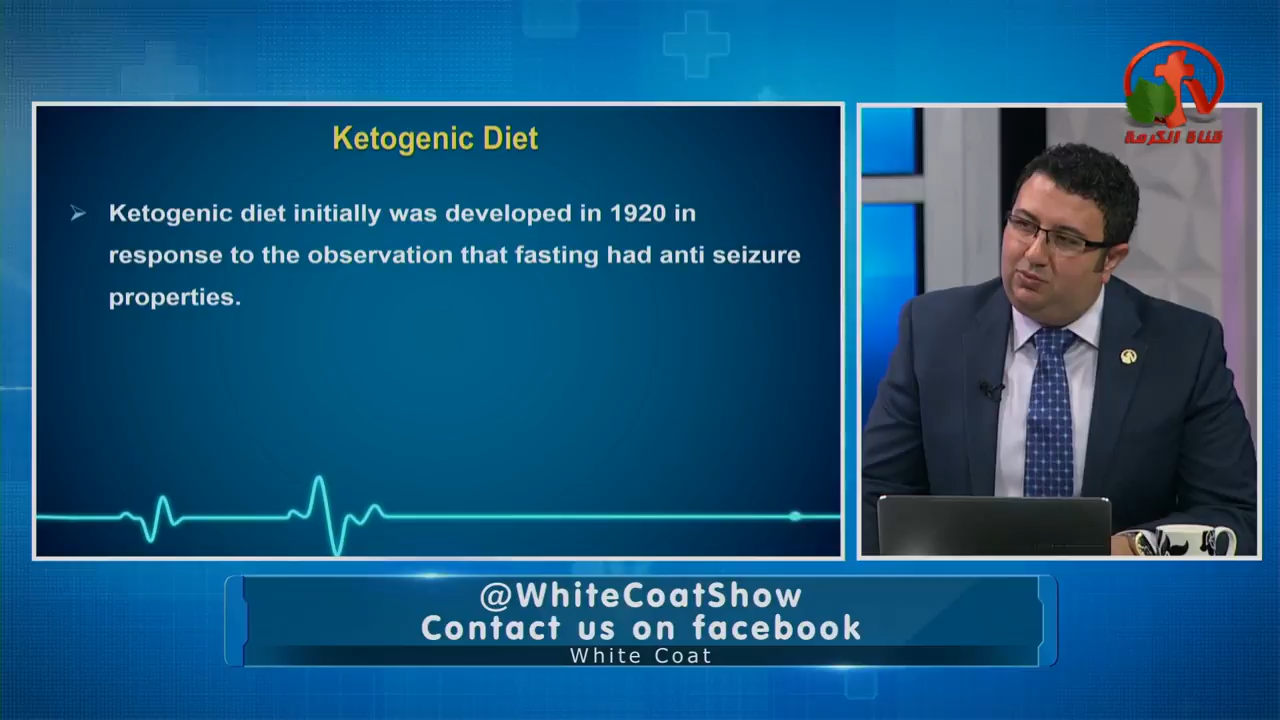 Ketogenic Diet
Ketogenic diet initially was developed in 1920 in
response to the observation that fasting had anti seizure
properties.
tv
قناة الكرمة
@WhiteCoatShow
Contact us on facebook
White Coat